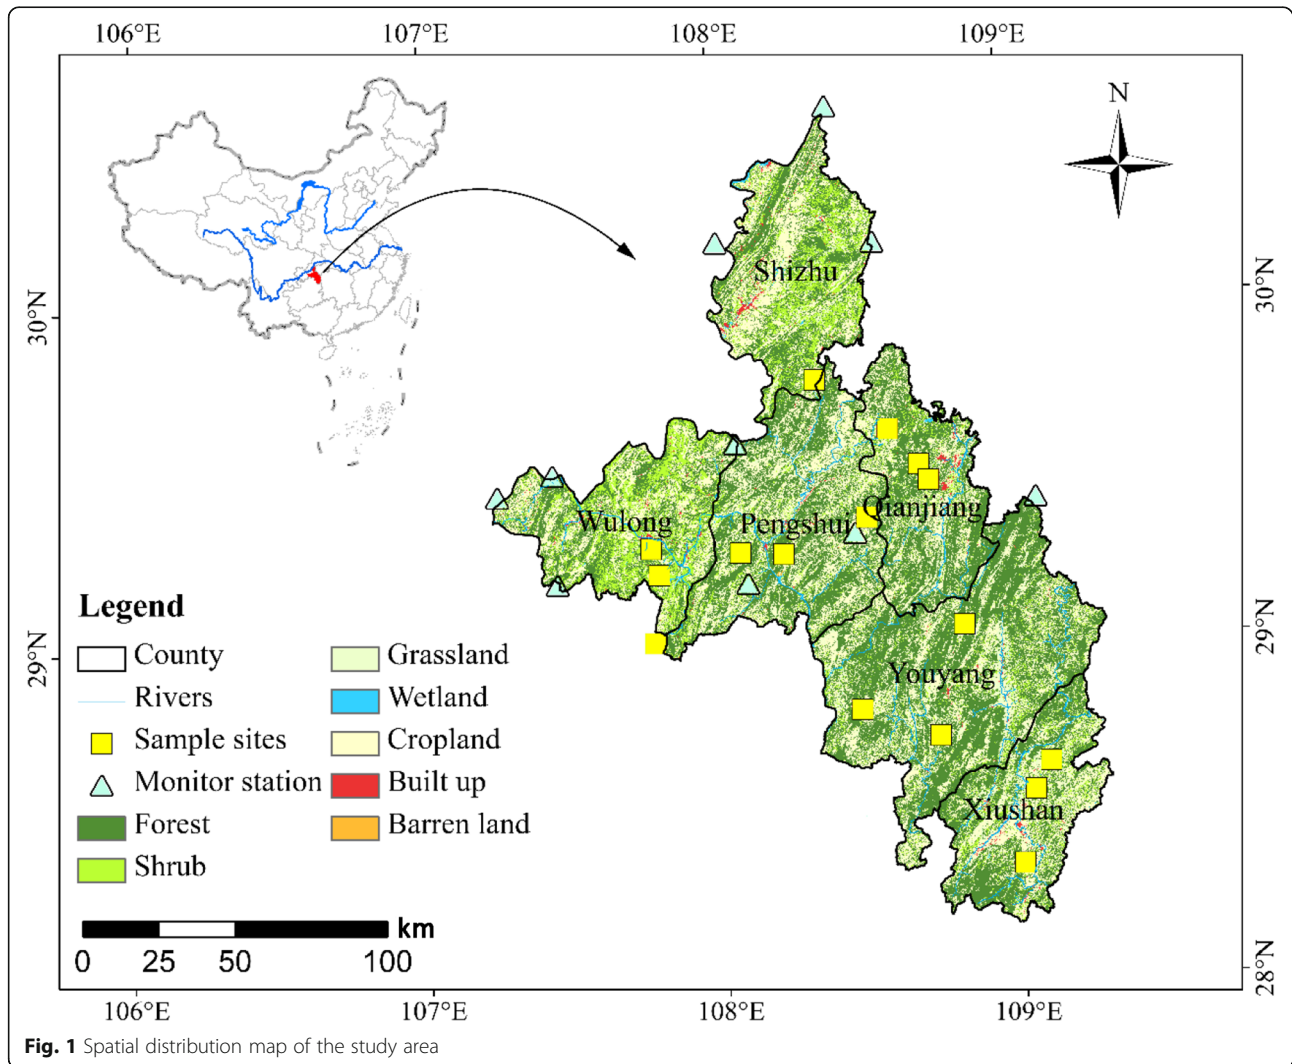 106°E 107°E 108°E 109°E
N
Shizhu
30°N
30°N
Qianjiang
Wulong
Pengshui
Legend
County
Rivers
Sample sites
Monitor station
Forest
Shrub
Grassland
Wetland
Cropland
Built up
Barren land
29°N
29°N
Youyang
Xiushan
km
0 25 50 100
28°N
106°E 107°E 108°E 109°E
Fig. 1 Spatial distribution map of the study area